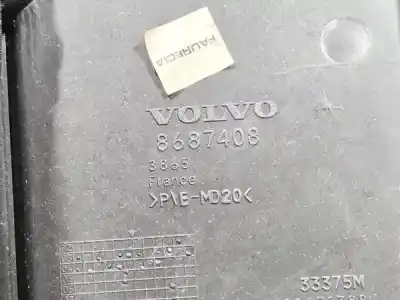 FAURECIA
VOLVO
8687408
3865
France
>P\E-MD20<
33375M